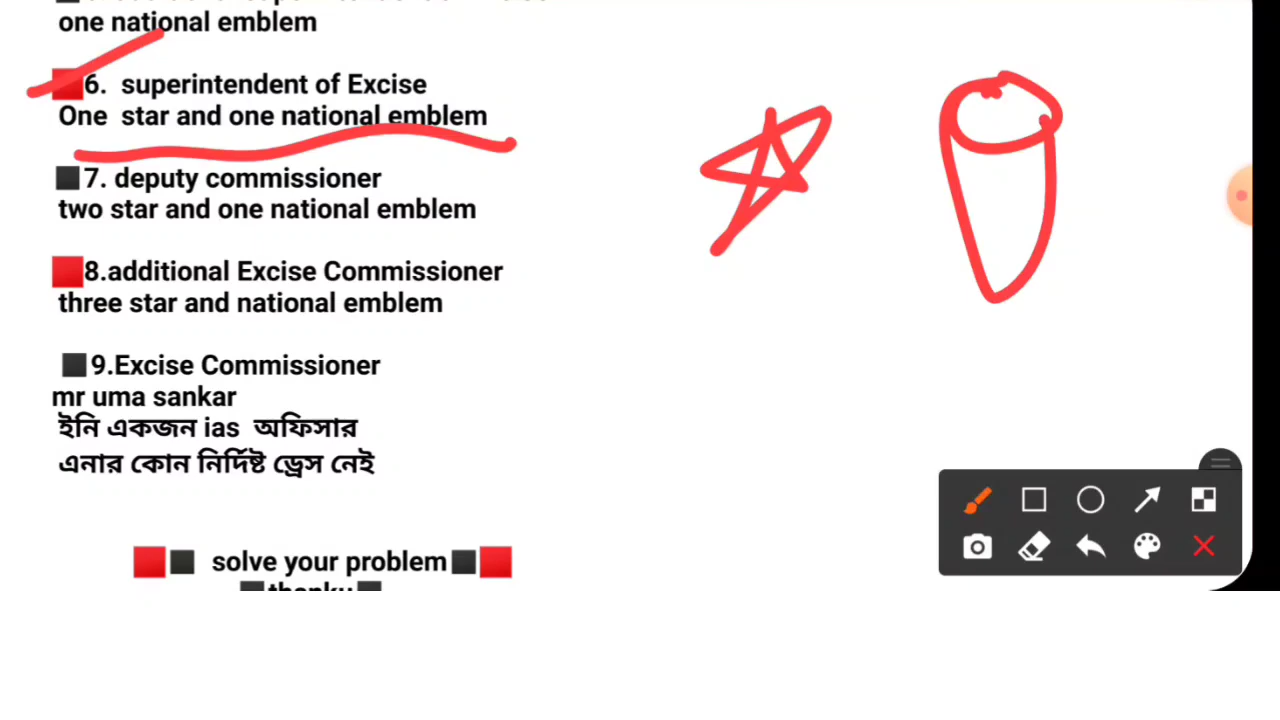 one national emblem
6. superintendent of Excise
One star and one national emblem
7. deputy commissioner
two star and one national emblem
8.additional Excise Commissioner
three star and national emblem
9.Excise Commissioner
mr uma sankar
ইনি একজন ias অফিসার
এনার কোন নির্দিষ্ট ড্রেস নেই
solve your problem